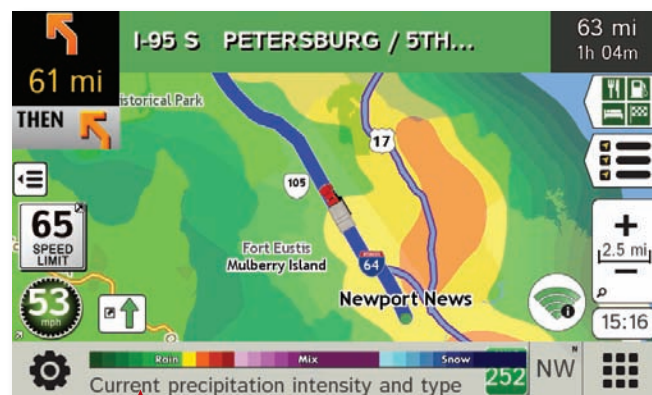 I-95 S PETERSBURG / 5TH...
63 mi
1h 04m
61 mi
THEN
istorical Park
17
105
65
SPEED
LIMIT
Fort Eustis
Mulberry Island
64
2.5 mi
Newport News
53
mph
15:16
Rain Mix Snow
Current precipitation intensity and type
252
NW
N